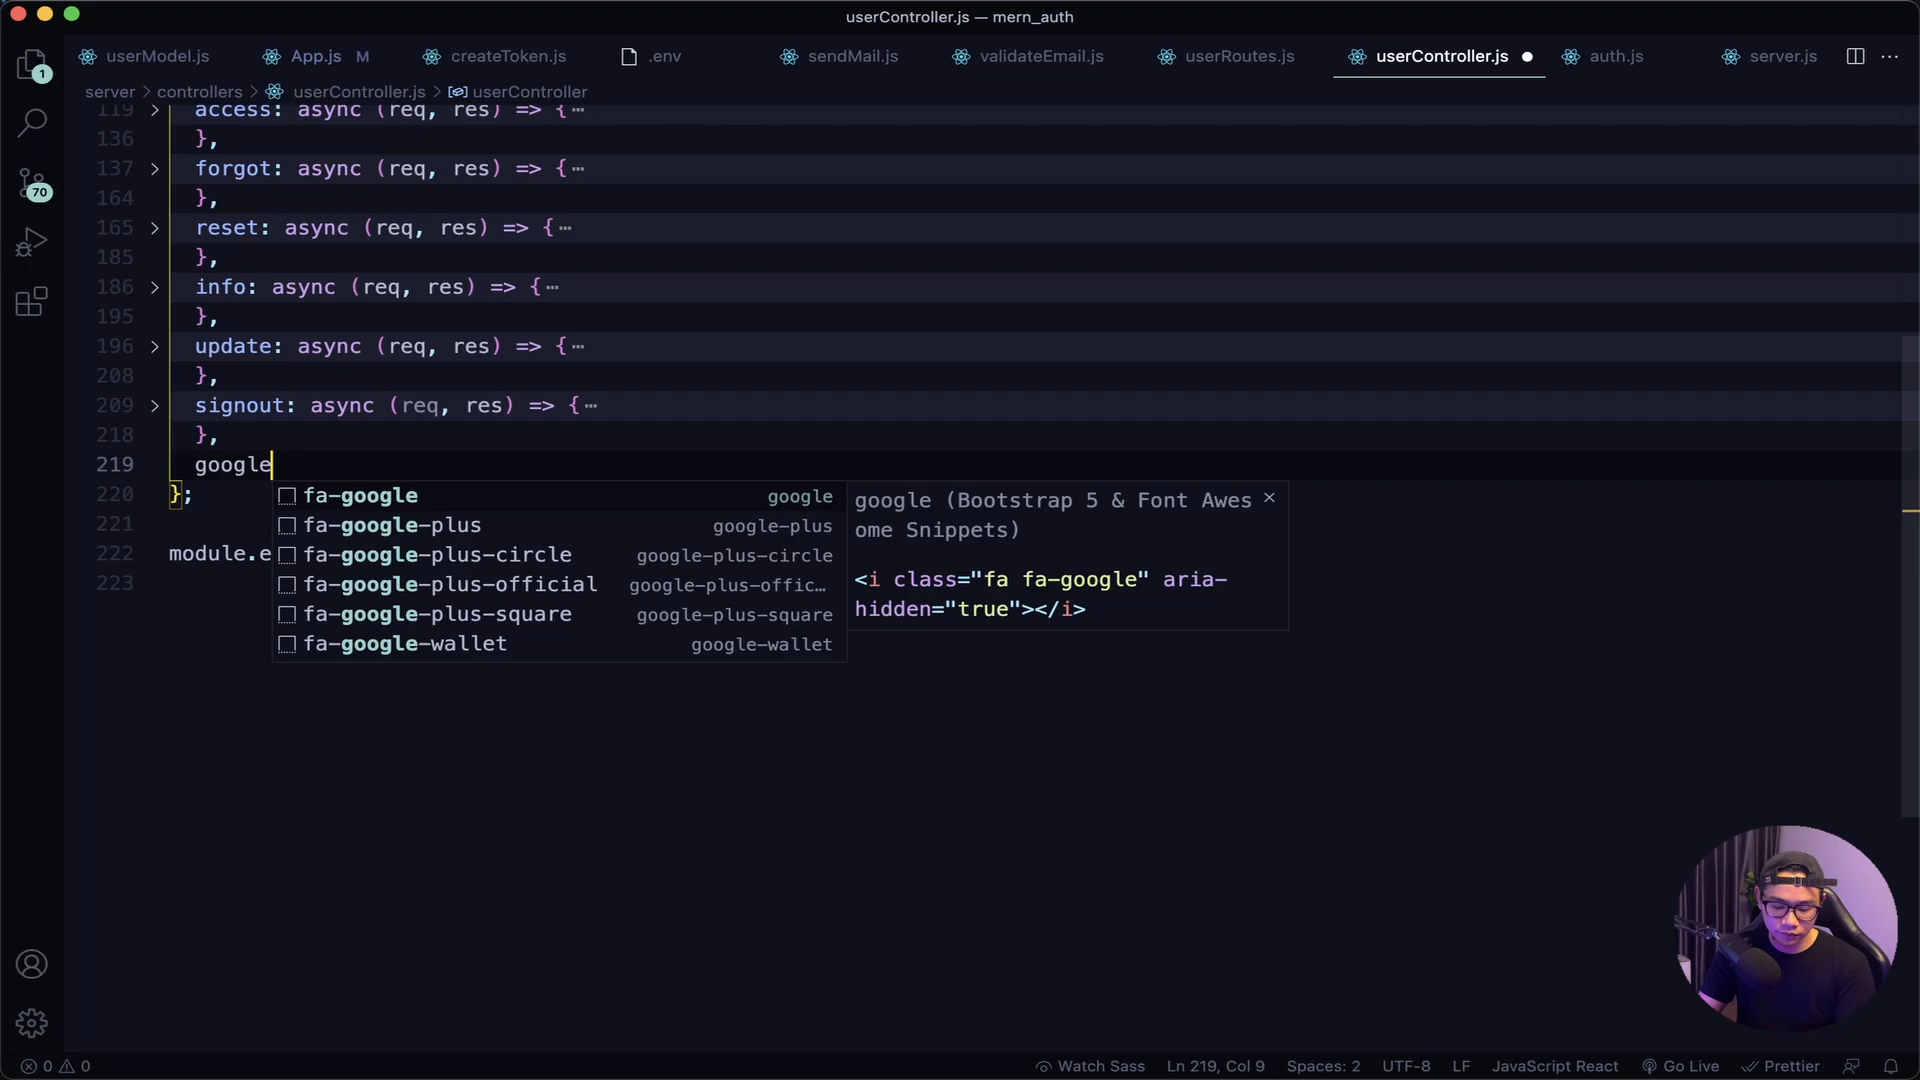 userController.js — mern_auth
userModel.js App.js M createToken.js .env sendMail.js validateEmail.js userRoutes.js userController.js auth.js server.js
server > controllers > userController.js > userController
119 access: async (req, res) => {⋯
136 },
137 forgot: async (req, res) => {⋯
164 },
165 reset: async (req, res) => {⋯
185 },
186 info: async (req, res) => {⋯
195 },
196 update: async (req, res) => {⋯
208 },
209 signout: async (req, res) => {⋯
218 },
219 google
220 };
221
222 module.e
223
fa-google google
fa-google-plus google-plus
fa-google-plus-circle google-plus-circle
fa-google-plus-official google-plus-offic…
fa-google-plus-square google-plus-square
fa-google-wallet google-wallet
google (Bootstrap 5 & Font Awes
ome Snippets)
<i class="fa fa-google" aria-
hidden="true"></i>
1
70
0 0 Watch Sass Ln 219, Col 9 Spaces: 2 UTF-8 LF JavaScript React Go Live Prettier